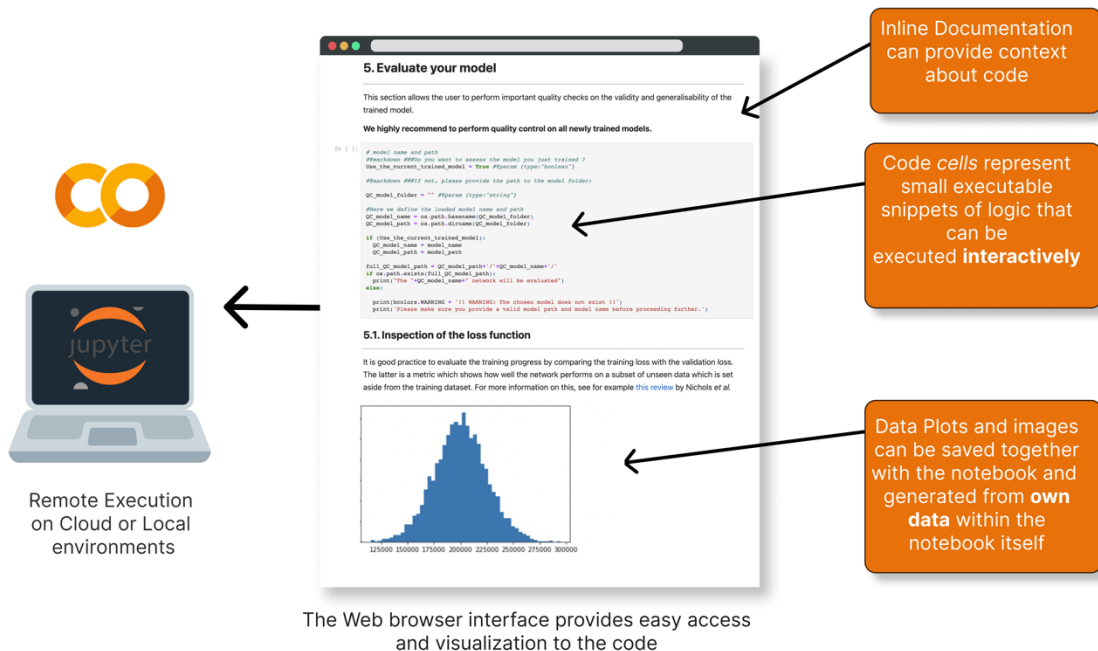 5. Evaluate your model
This section allows the user to perform important quality checks on the validity and generalisability of the
trained model.
We highly recommend to perform quality control on all newly trained models.
In [ ]:
# model name and path
#@markdown ###Do you want to assess the model you just trained ?
Use_the_current_trained_model = True #@param {type:"boolean"}
#@markdown ###If not, please provide the path to the model folder:
QC_model_folder = "" #@param {type:"string"}
#Here we define the loaded model name and path
QC_model_name = os.path.basename(QC_model_folder)
QC_model_path = os.path.dirname(QC_model_folder)
if (Use_the_current_trained_model):
QC_model_name = model_name
QC_model_path = model_path
full_QC_model_path = QC_model_path+'/'+QC_model_name+'/'
if os.path.exists(full_QC_model_path):
print("The "+QC_model_name+" network will be evaluated")
else:
print(bcolors.WARNING + '!! WARNING: The chosen model does not exist !!')
print('Please make sure you provide a valid model path and model name before proceeding further.')
5.1. Inspection of the loss function
It is good practice to evaluate the training progress by comparing the training loss with the validation loss.
The latter is a metric which shows how well the network performs on a subset of unseen data which is set
aside from the training dataset. For more information on this, see for example this review by Nichols et al.
125000 150000 175000 200000 225000 250000 275000 300000
The Web browser interface provides easy access
and visualization to the code
jupyter
Remote Execution
on Cloud or Local
environments
Inline Documentation
can provide context
about code
Code cells represent
small executable
snippets of logic that
can be
executed interactively
Data Plots and images
can be saved together
with the notebook and
generated from own
data within the
notebook itself